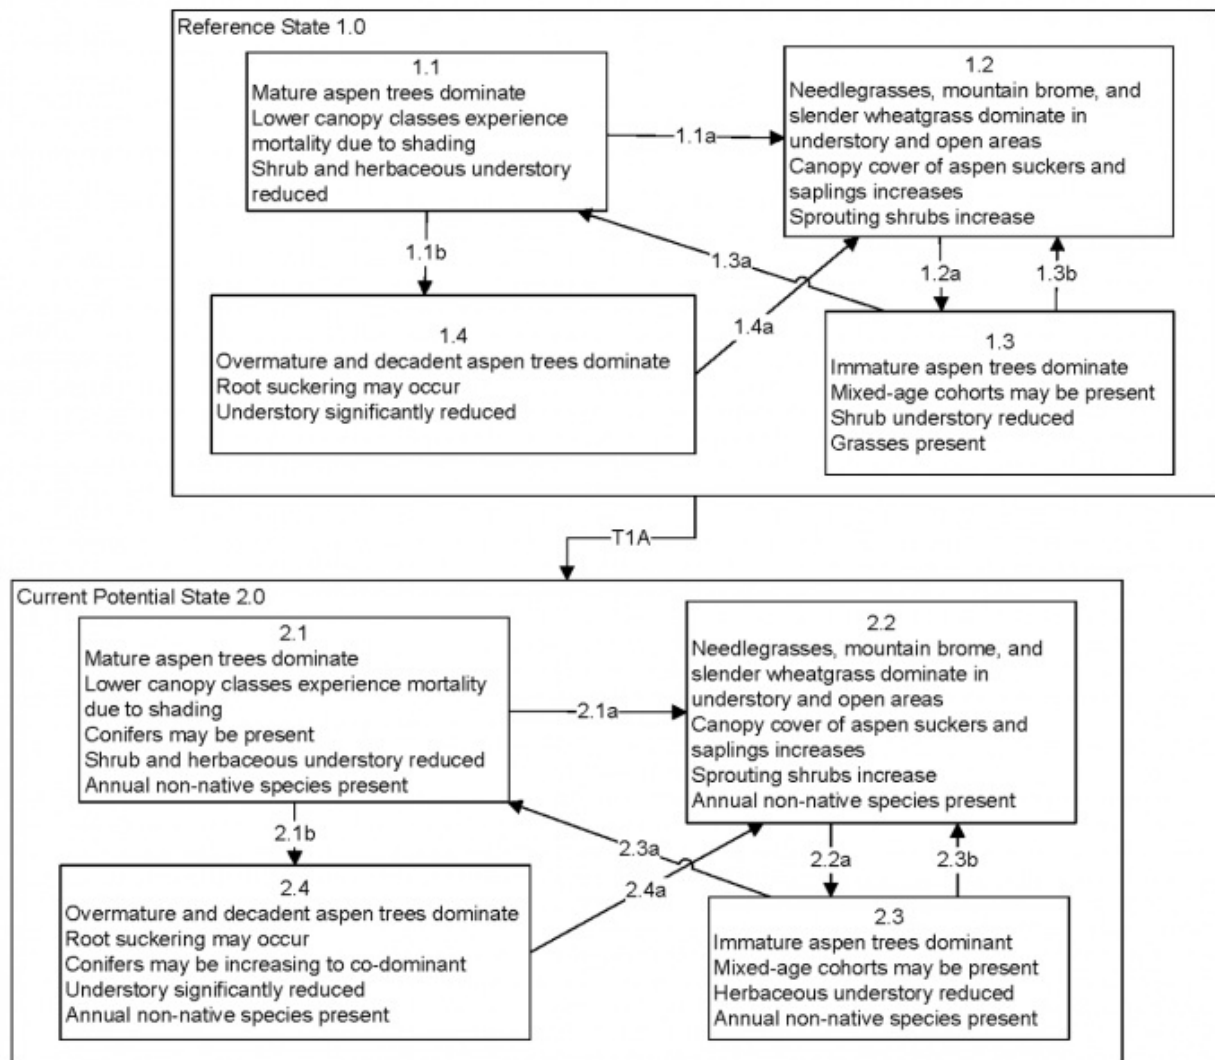 Reference State 1.0
1.1
Mature aspen trees dominate
Lower canopy classes experience
mortality due to shading
Shrub and herbaceous understory
reduced
1.1a
1.2
Needlegrasses, mountain brome, and
slender wheatgrass dominate in
understory and open areas
Canopy cover of aspen suckers and
saplings increases
Sprouting shrubs increase
1.1b
1.3a
1.2a
1.3b
1.4a
1.4
Overmature and decadent aspen trees dominate
Root suckering may occur
Understory significantly reduced
1.3
Immature aspen trees dominate
Mixed-age cohorts may be present
Shrub understory reduced
Grasses present
T1A
Current Potential State 2.0
2.1
Mature aspen trees dominate
Lower canopy classes experience mortality
due to shading
Conifers may be present
Shrub and herbaceous understory reduced
Annual non-native species present
2.1a
2.2
Needlegrasses, mountain brome, and
slender wheatgrass dominate in
understory and open areas
Canopy cover of aspen suckers and
saplings increases
Sprouting shrubs increase
Annual non-native species present
2.1b
2.3a
2.2a
2.3b
2.4a
2.4
Overmature and decadent aspen trees dominate
Root suckering may occur
Conifers may be increasing to co-dominant
Understory significantly reduced
Annual non-native species present
2.3
Immature aspen trees dominant
Mixed-age cohorts may be present
Herbaceous understory reduced
Annual non-native species present